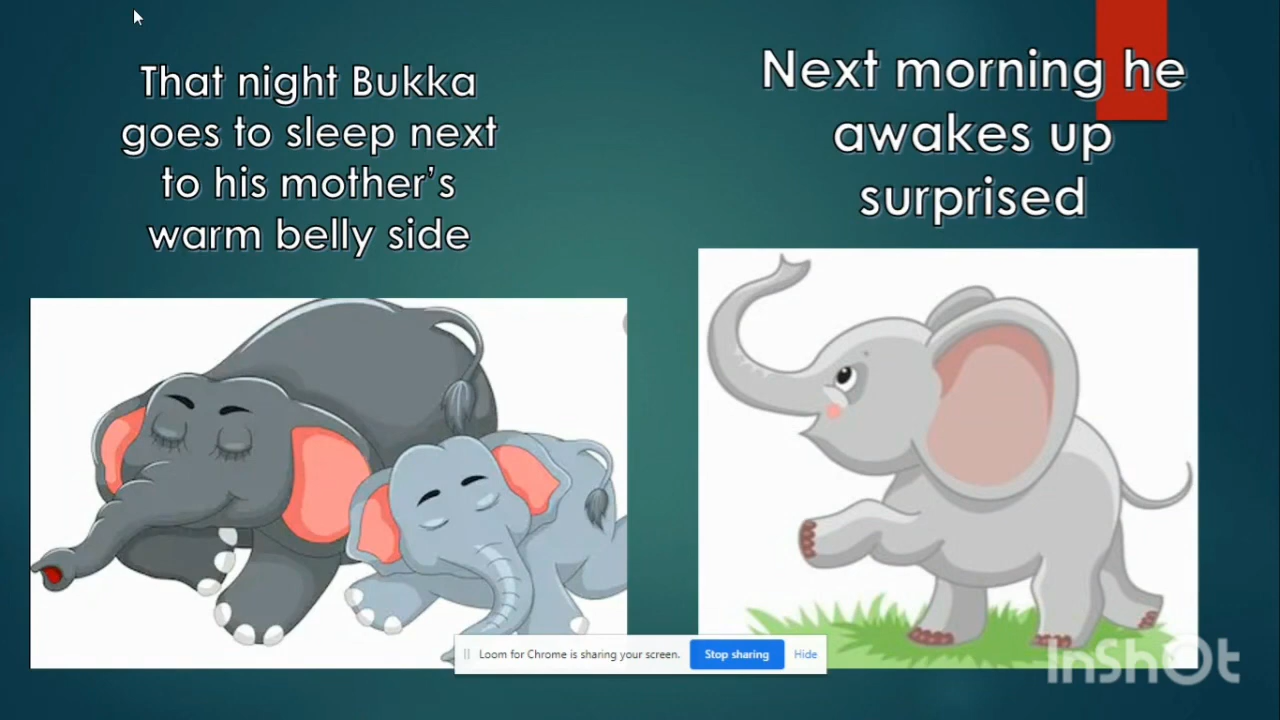 That night Bukka
goes to sleep next
to his mother's
warm belly side
Next morning he
awakes up
surprised
Loom for Chrome is sharing your screen.
Stop sharing
Hide
InShOt